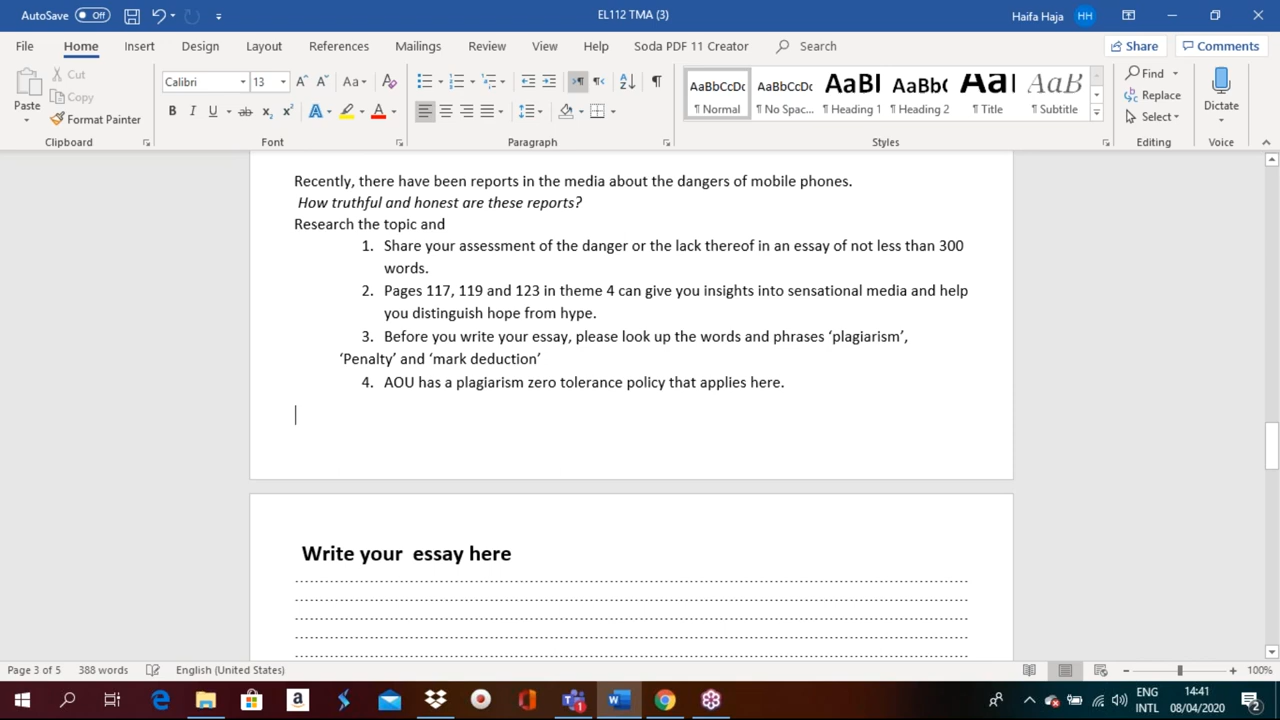 AutoSave Off EL112 TMA (3) Haifa Haja HH
File Home Insert Design Layout References Mailings Review View Help Soda PDF 11 Creator Search Share Comments
Paste Cut Copy Format Painter
Calibri 13
AaBbCcDc AaBbCcDc AaBl AaBb( AaI AaB
¶ Normal ¶ No Spac... ¶ Heading 1 ¶ Heading 2 ¶ Title ¶ Subtitle
Find Replace Select Dictate
Clipboard Font Paragraph Styles Editing Voice
Recently, there have been reports in the media about the dangers of mobile phones.
How truthful and honest are these reports?
Research the topic and
1. Share your assessment of the danger or the lack thereof in an essay of not less than 300
words.
2. Pages 117, 119 and 123 in theme 4 can give you insights into sensational media and help
you distinguish hope from hype.
3. Before you write your essay, please look up the words and phrases ‘plagiarism’,
‘Penalty’ and ‘mark deduction’
4. AOU has a plagiarism zero tolerance policy that applies here.
Write your essay here
Page 3 of 5 388 words English (United States) 100%
ENG 14:41
INTL 08/04/2020 2